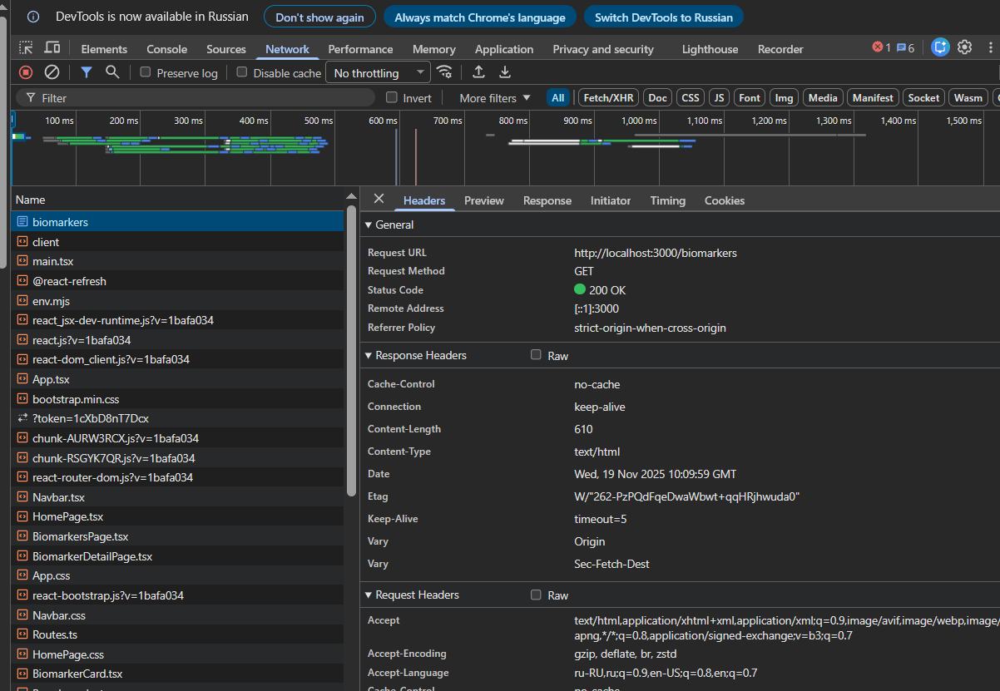 DevTools is now available in Russian Don't show again Always match Chrome's language Switch DevTools to Russian
Elements Console Sources Network Performance Memory Application Privacy and security Lighthouse Recorder 1 6
Preserve log Disable cache No throttling
Filter Invert More filters All Fetch/XHR Doc CSS JS Font Img Media Manifest Socket Wasm
100 ms 200 ms 300 ms 400 ms 500 ms 600 ms 700 ms 800 ms 900 ms 1,000 ms 1,100 ms 1,200 ms 1,300 ms 1,400 ms 1,500 ms
Name
biomarkers
client
main.tsx
@react-refresh
env.mjs
react_jsx-dev-runtime.js?v=1bafa034
react.js?v=1bafa034
react-dom_client.js?v=1bafa034
App.tsx
bootstrap.min.css
?token=1cXbD8nT7Dcx
chunk-AURW3RCX.js?v=1bafa034
chunk-RSGYK7QR.js?v=1bafa034
react-router-dom.js?v=1bafa034
Navbar.tsx
HomePage.tsx
BiomarkersPage.tsx
BiomarkerDetailPage.tsx
App.css
react-bootstrap.js?v=1bafa034
Navbar.css
Routes.ts
HomePage.css
BiomarkerCard.tsx
Headers Preview Response Initiator Timing Cookies
General
Request URL http://localhost:3000/biomarkers
Request Method GET
Status Code 200 OK
Remote Address [::1]:3000
Referrer Policy strict-origin-when-cross-origin
Response Headers Raw
Cache-Control no-cache
Connection keep-alive
Content-Length 610
Content-Type text/html
Date Wed, 19 Nov 2025 10:09:59 GMT
Etag W/"262-PzPQdFqeDwaWbwt+qqHRjhwuda0"
Keep-Alive timeout=5
Vary Origin
Vary Sec-Fetch-Dest
Request Headers Raw
Accept text/html,application/xhtml+xml,application/xml;q=0.9,image/avif,image/webp,image/
apng,*/*;q=0.8,application/signed-exchange;v=b3;q=0.7
Accept-Encoding gzip, deflate, br, zstd
Accept-Language ru-RU,ru;q=0.9,en-US;q=0.8,en;q=0.7
Cache-Control no-cache